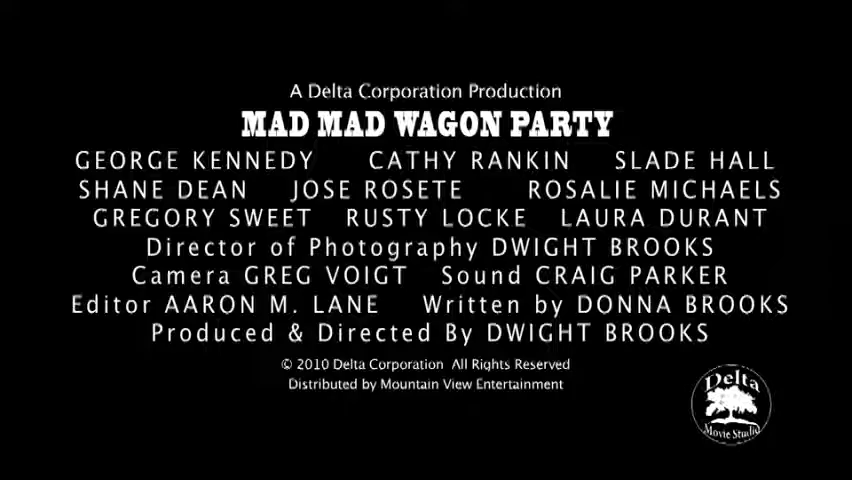 A Delta Corporation Production
MAD MAD WAGON PARTY
GEORGE KENNEDY CATHY RANKIN SLADE HALL
SHANE DEAN JOSE ROSETE ROSALIE MICHAELS
GREGORY SWEET RUSTY LOCKE LAURA DURANT
Director of Photography DWIGHT BROOKS
Camera GREG VOIGT Sound CRAIG PARKER
Editor AARON M. LANE Written by DONNA BROOKS
Produced & Directed By DWIGHT BROOKS
© 2010 Delta Corporation All Rights Reserved
Distributed by Mountain View Entertainment
Delta
Movie Studio